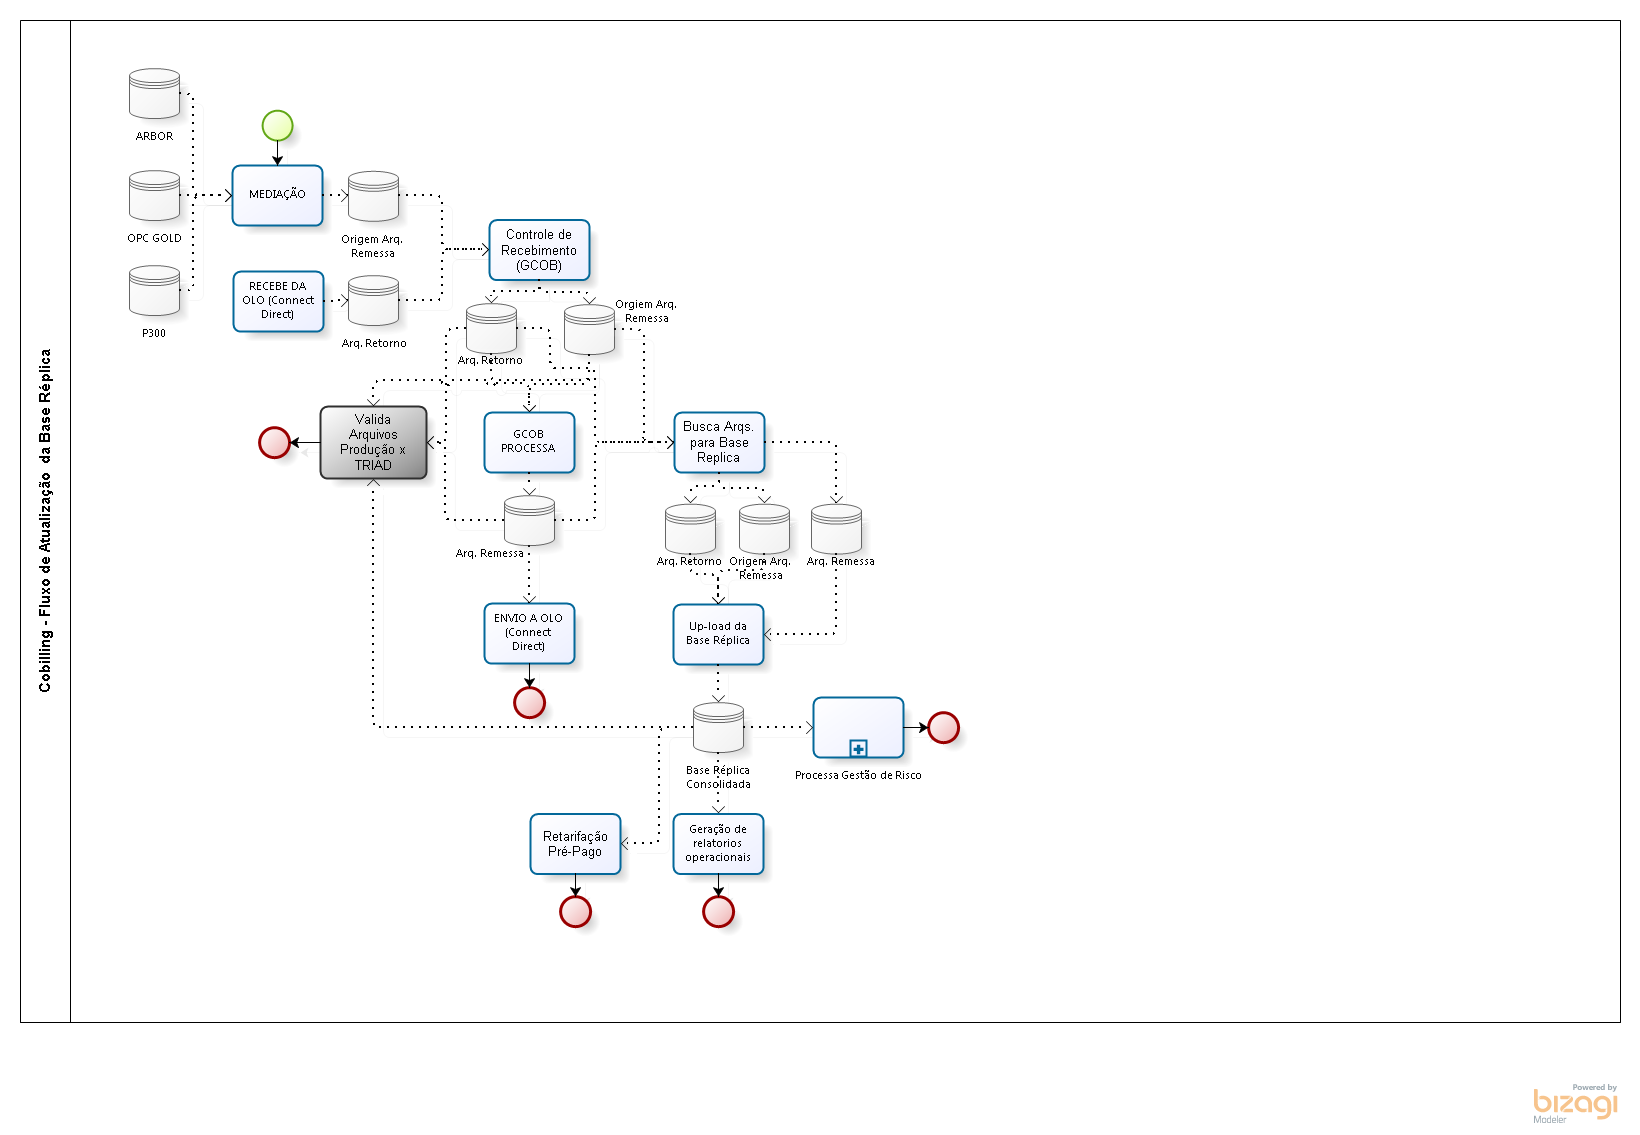 Cobilling - Fluxo de Atualização  da Base Réplica
ARBOR
OPC GOLD
P300
MEDIAÇÃO
Origem Arq.
Remessa
RECEBE DA
OLO (Connect
Direct)
Arq. Retorno
Controle de
Recebimento
(GCOB)
Arq. Retorno
Orgiem Arq.
Remessa
Valida
Arquivos
Produção x
TRIAD
GCOB
PROCESSA
Busca Arqs.
para Base
Replica
Arq. Remessa
Arq. Retorno
Origem Arq.
Remessa
Arq. Remessa
ENVIO A OLO
(Connect
Direct)
Up-load da
Base Réplica
Base Réplica
Consolidada
Processa Gestão de Risco
Retarifação
Pré-Pago
Geração de
relatorios
operacionais
Powered by
bizagi
Modeler